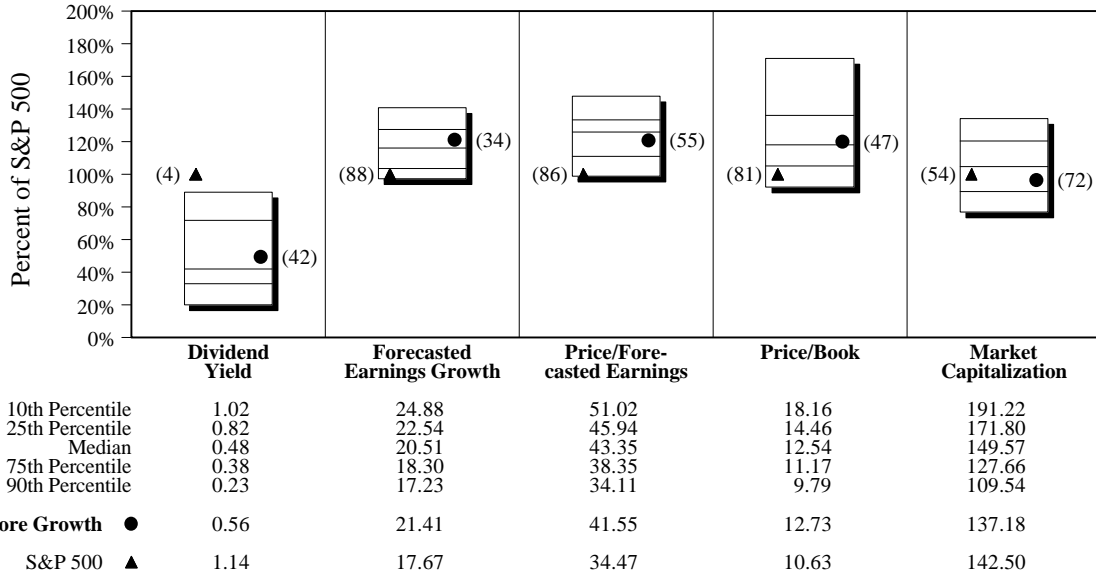 Percent of S&P 500
200%
180%
160%
140%
120%
100%
80%
60%
40%
20%
0%
(4)
(42)
(88)
(34)
(86)
(55)
(81)
(47)
(54)
(72)
Dividend Yield
Forecasted Earnings Growth
Price/Fore-casted Earnings
Price/Book
Market Capitalization
10th Percentile 1.02 24.88 51.02 18.16 191.22
25th Percentile 0.82 22.54 45.94 14.46 171.80
Median 0.48 20.51 43.35 12.54 149.57
75th Percentile 0.38 18.30 38.35 11.17 127.66
90th Percentile 0.23 17.23 34.11 9.79 109.54
ore Growth 0.56 21.41 41.55 12.73 137.18
S&P 500 1.14 17.67 34.47 10.63 142.50